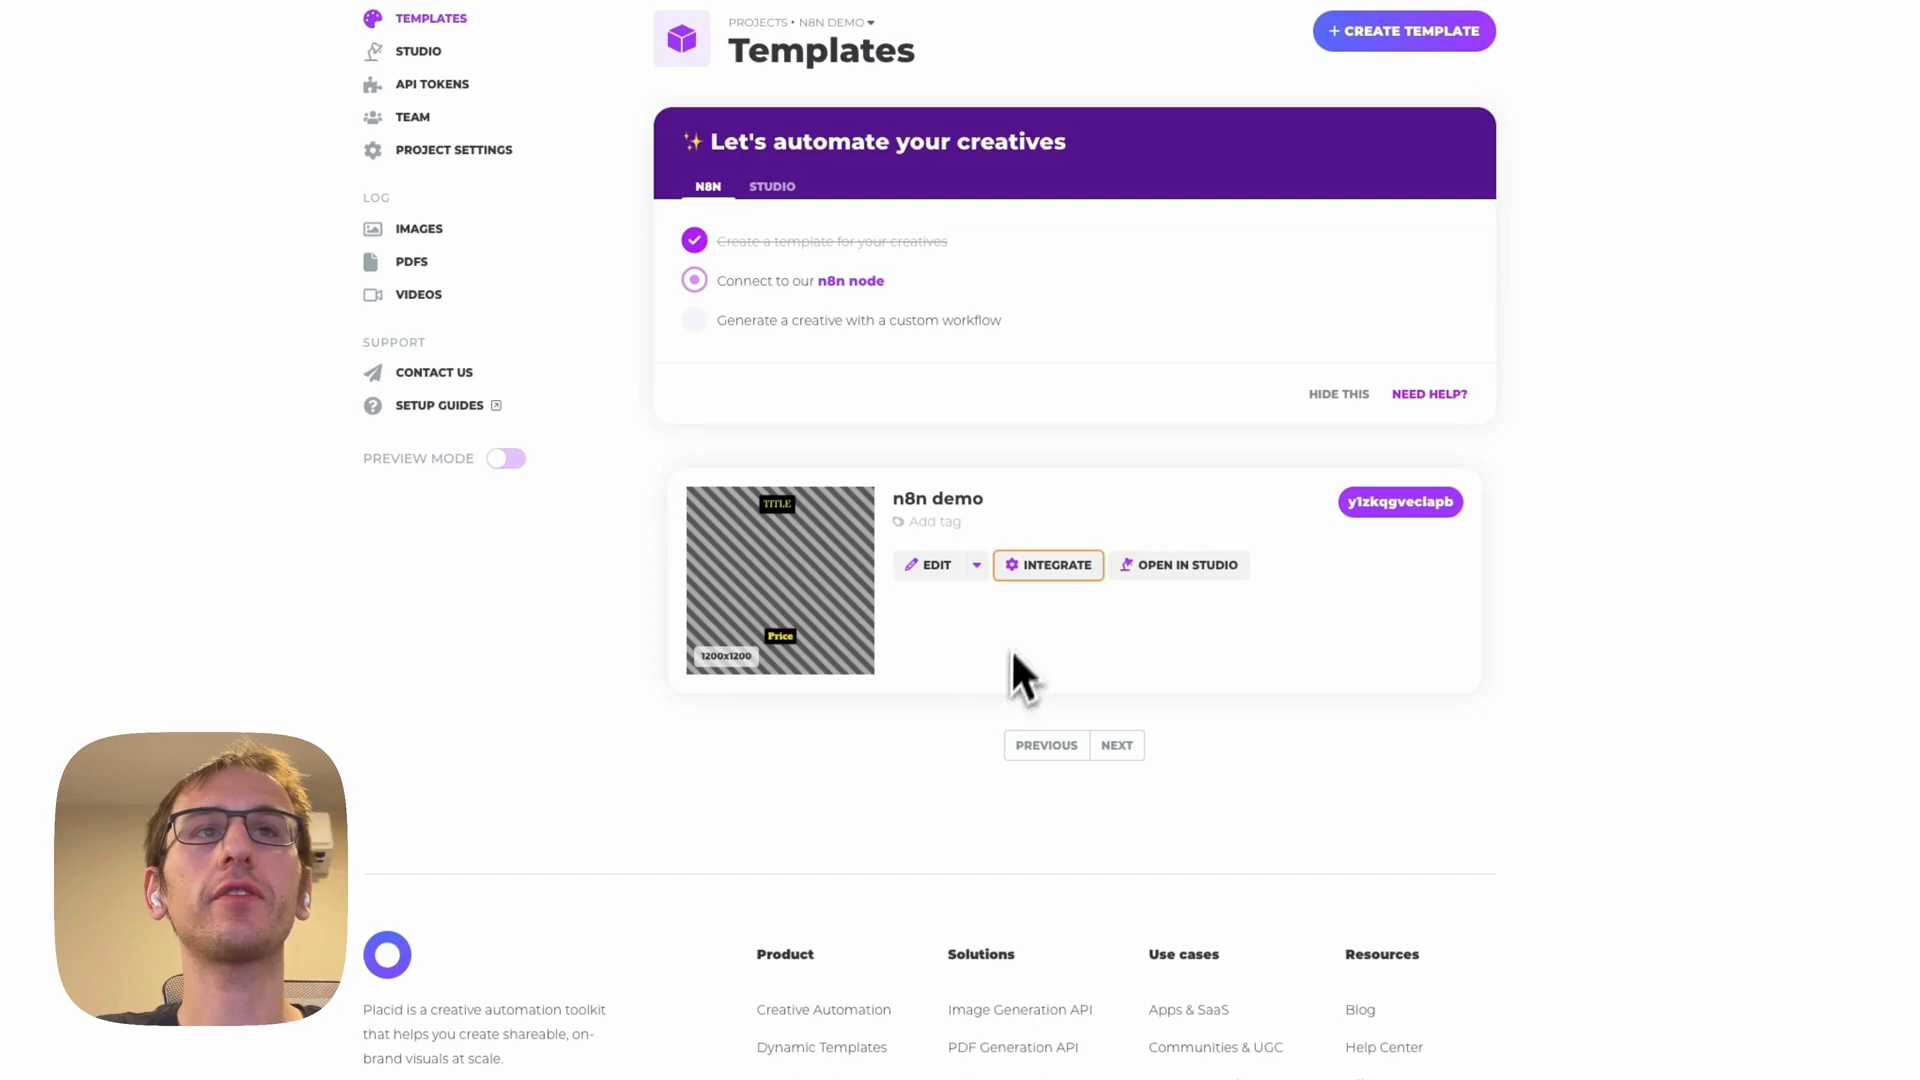 TEMPLATES
STUDIO
API TOKENS
TEAM
PROJECT SETTINGS
LOG
IMAGES
PDFS
VIDEOS
SUPPORT
CONTACT US
SETUP GUIDES
PREVIEW MODE
PROJECTS • N8N DEMO
Templates
+ CREATE TEMPLATE
✨ Let's automate your creatives
N8N STUDIO
Create a template for your creatives
Connect to our n8n node
Generate a creative with a custom workflow
HIDE THIS NEED HELP?
TITLE
Price
1200x1200
n8n demo
Add tag
y1zkqgveclapb
EDIT INTEGRATE OPEN IN STUDIO
PREVIOUS NEXT
Placid is a creative automation toolkit
that helps you create shareable, on-
brand visuals at scale.
Product
Creative Automation
Dynamic Templates
Solutions
Image Generation API
PDF Generation API
Use cases
Apps & SaaS
Communities & UGC
Resources
Blog
Help Center